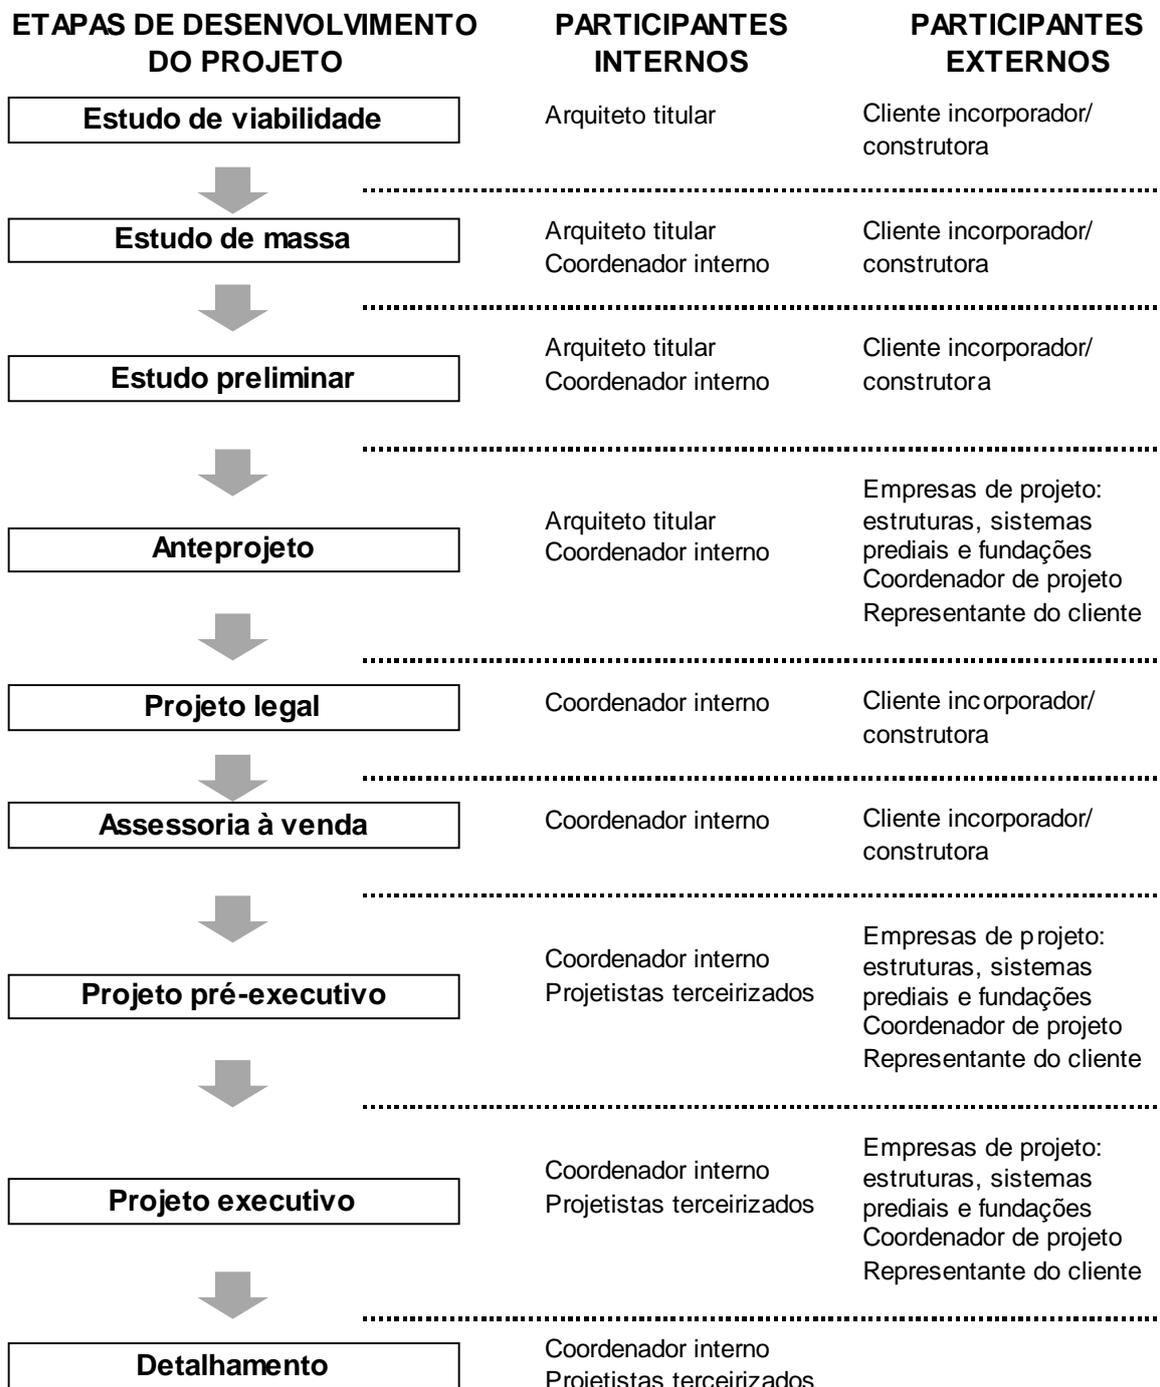 ETAPAS DE DESENVOLVIMENTO
DO PROJETO
PARTICIPANTES
INTERNOS
PARTICIPANTES
EXTERNOS
Estudo de viabilidade
Arquiteto titular
Cliente incorporador/
construtora
Estudo de massa
Arquiteto titular
Coordenador interno
Cliente incorporador/
construtora
Estudo preliminar
Arquiteto titular
Coordenador interno
Cliente incorporador/
construtora
Anteprojeto
Arquiteto titular
Coordenador interno
Empresas de projeto:
estruturas, sistemas
prediais e fundações
Coordenador de projeto
Representante do cliente
Projeto legal
Coordenador interno
Cliente incorporador/
construtora
Assessoria à venda
Coordenador interno
Cliente incorporador/
construtora
Projeto pré-executivo
Coordenador interno
Projetistas terceirizados
Empresas de projeto:
estruturas, sistemas
prediais e fundações
Coordenador de projeto
Representante do cliente
Projeto executivo
Coordenador interno
Projetistas terceirizados
Empresas de projeto:
estruturas, sistemas
prediais e fundações
Coordenador de projeto
Representante do cliente
Detalhamento
Coordenador interno
Projetistas terceirizados